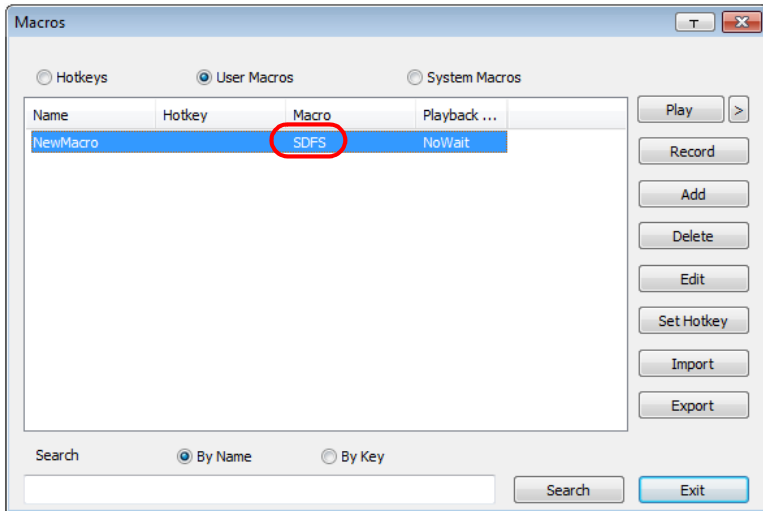 Macros
T
Hotkeys User Macros System Macros
Name Hotkey Macro Playback ...
NewMacro SDFS NoWait
Play >
Record
Add
Delete
Edit
Set Hotkey
Import
Export
Search By Name By Key
Search Exit